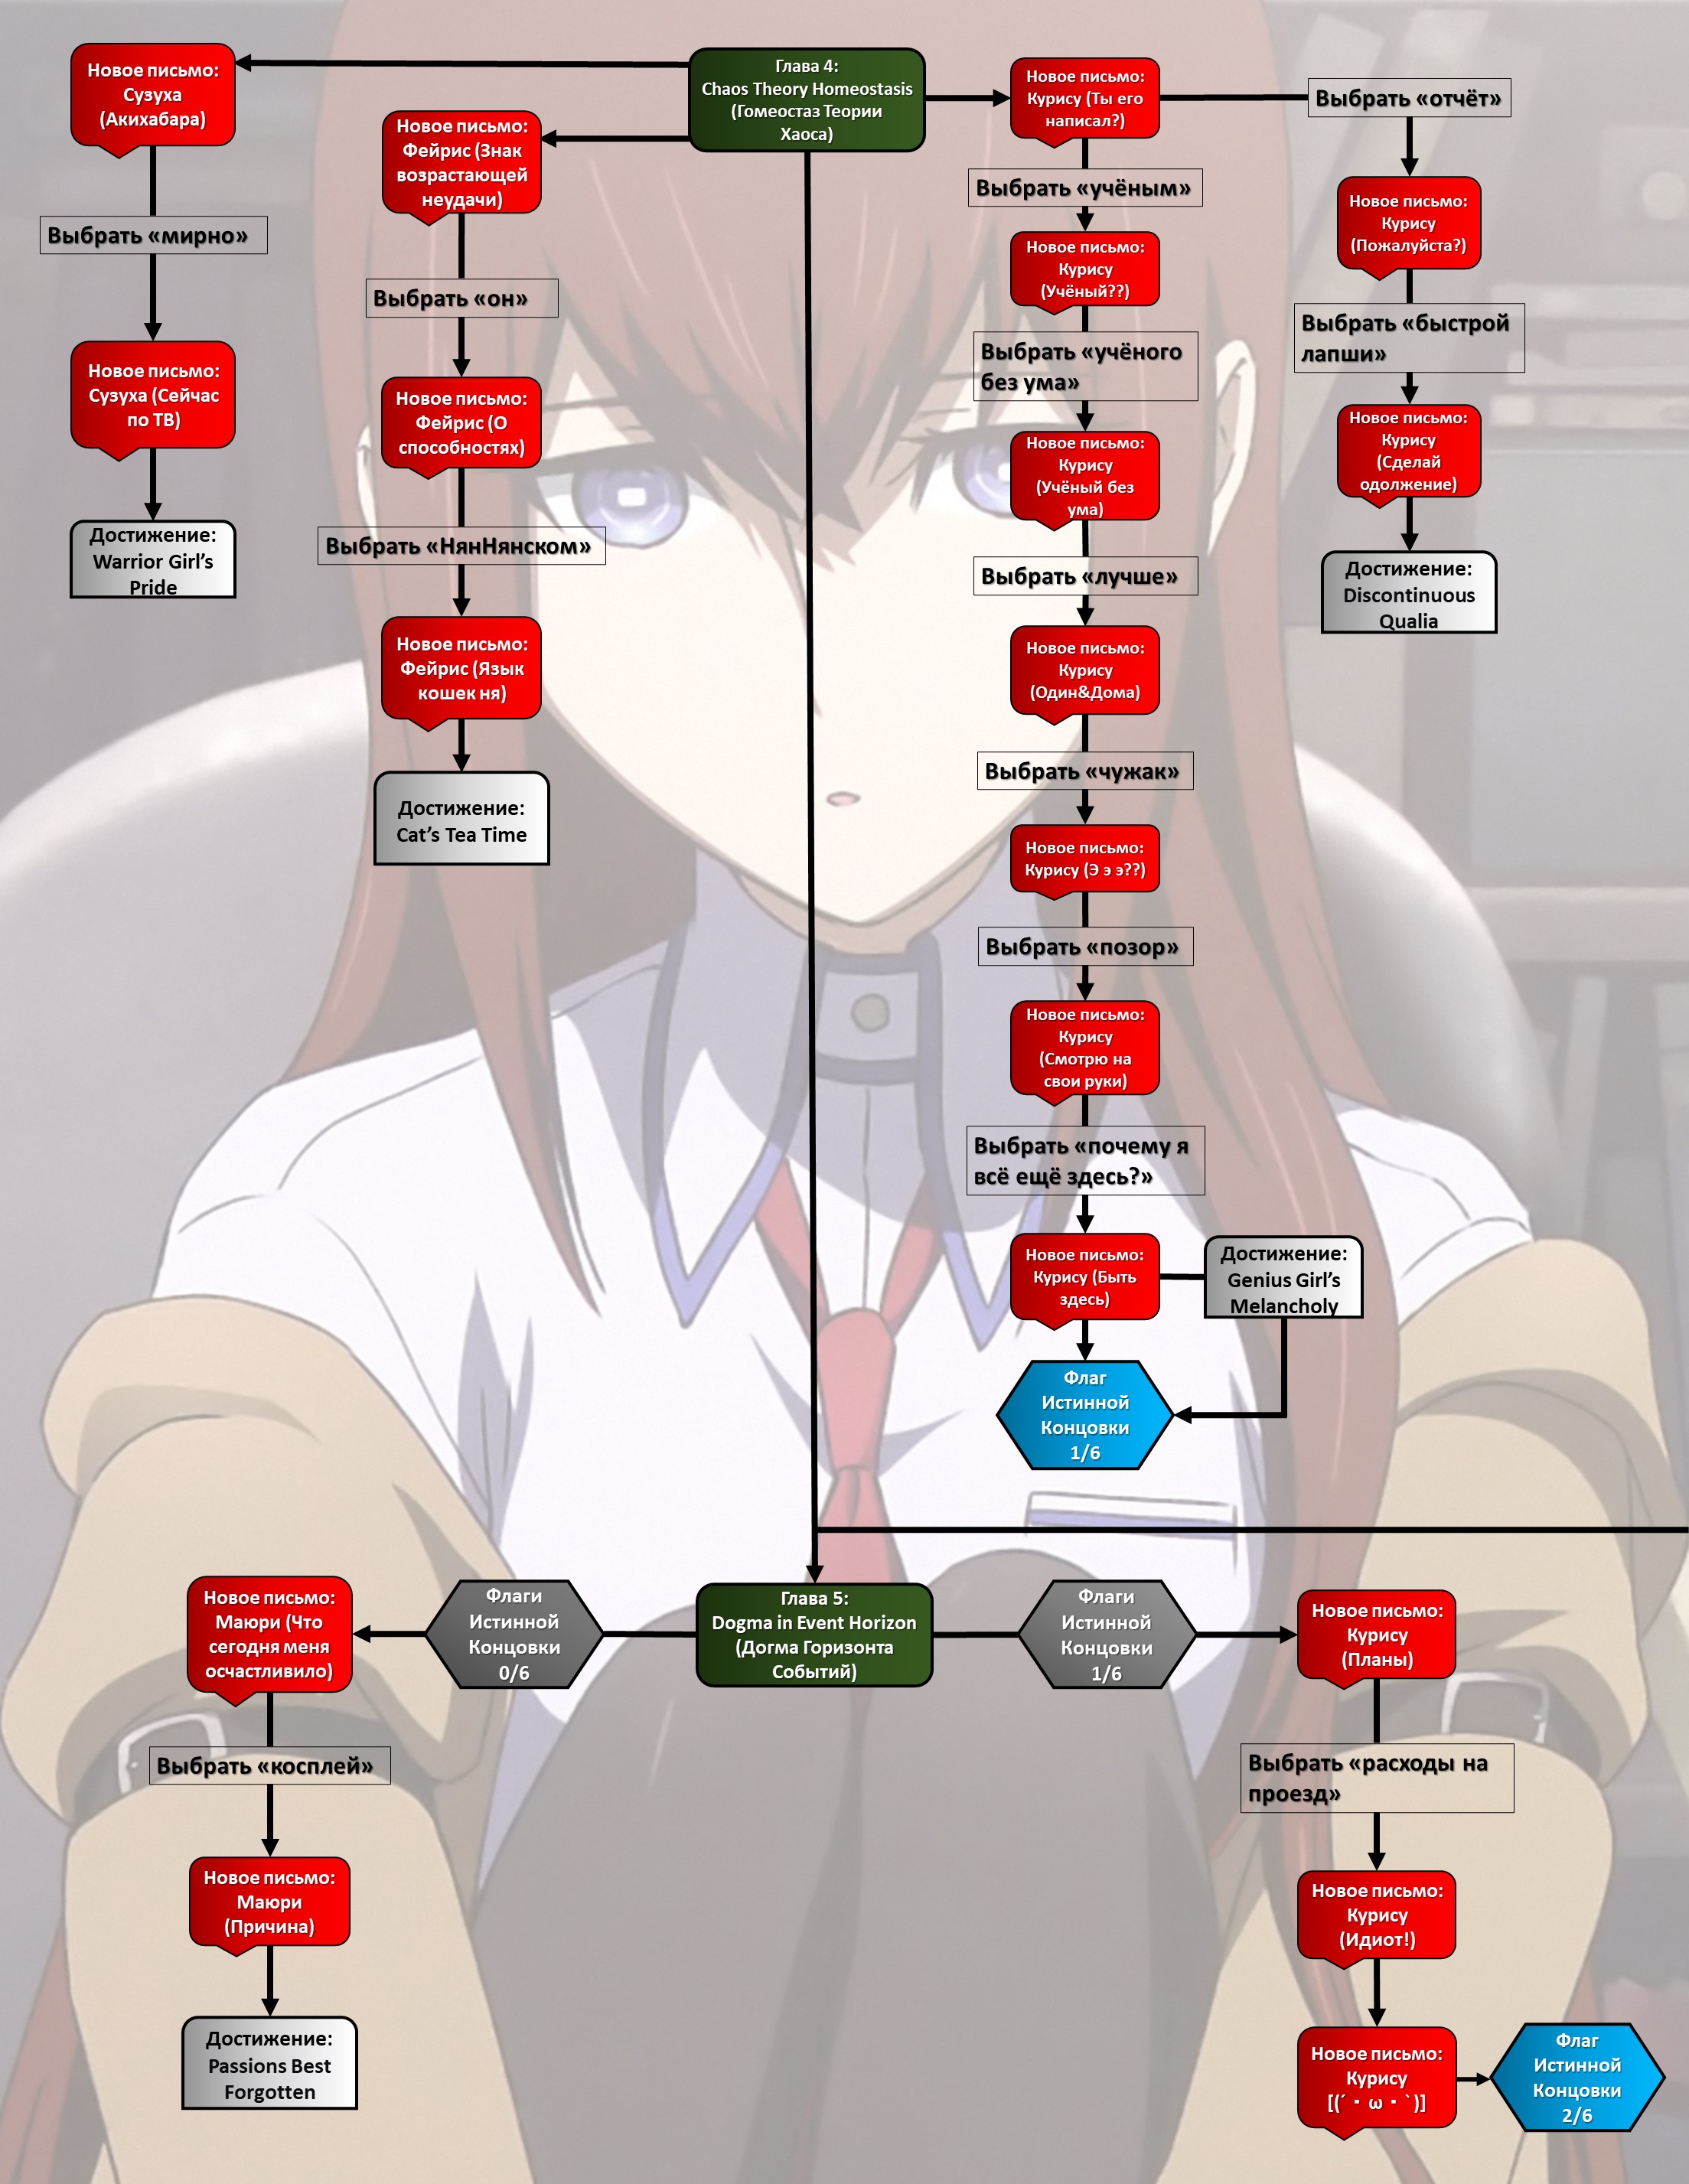 Глава 4:
Chaos Theory Homeostasis
(Гомеостаз Теории
Хаоса)
Новое письмо:
Сузуха
(Акихабара)
Выбрать «мирно»
Новое письмо:
Сузуха (Сейчас
по ТВ)
Достижение:
Warrior Girl's
Pride
Новое письмо:
Фейрис (Знак
возрастающей
неудачи)
Выбрать «он»
Новое письмо:
Фейрис (О
способностях)
Выбрать «НянНянском»
Новое письмо:
Фейрис (Язык
кошек ня)
Достижение:
Cat's Tea Time
Новое письмо:
Курису (Ты его
написал?)
Выбрать «учёным»
Новое письмо:
Курису
(Учёный??)
Выбрать «учёного
без ума»
Новое письмо:
Курису
(Учёный без
ума)
Выбрать «лучше»
Новое письмо:
Курису
(Один&Дома)
Выбрать «чужак»
Новое письмо:
Курису (Э э э??)
Выбрать «позор»
Новое письмо:
Курису
(Смотрю на
свои руки)
Выбрать «почему я
всё ещё здесь?»
Новое письмо:
Курису (Быть
здесь)
Достижение:
Genius Girl's
Melancholy
Флаг
Истинной
Концовки
1/6
Выбрать «отчёт»
Новое письмо:
Курису
(Пожалуйста?)
Выбрать «быстрой
лапши»
Новое письмо:
Курису
(Сделай
одолжение)
Достижение:
Discontinuous
Qualia
Глава 5:
Dogma in Event Horizon
(Догма Горизонта
Событий)
Флаги
Истинной
Концовки
0/6
Новое письмо:
Маюри (Что
сегодня меня
осчастливило)
Выбрать «косплей»
Новое письмо:
Маюри
(Причина)
Достижение:
Passions Best
Forgotten
Флаги
Истинной
Концовки
1/6
Новое письмо:
Курису
(Планы)
Выбрать «расходы на
проезд»
Новое письмо:
Курису
(Идиот!)
Новое письмо:
Курису
[(´・ω・`)]
Флаг
Истинной
Концовки
2/6